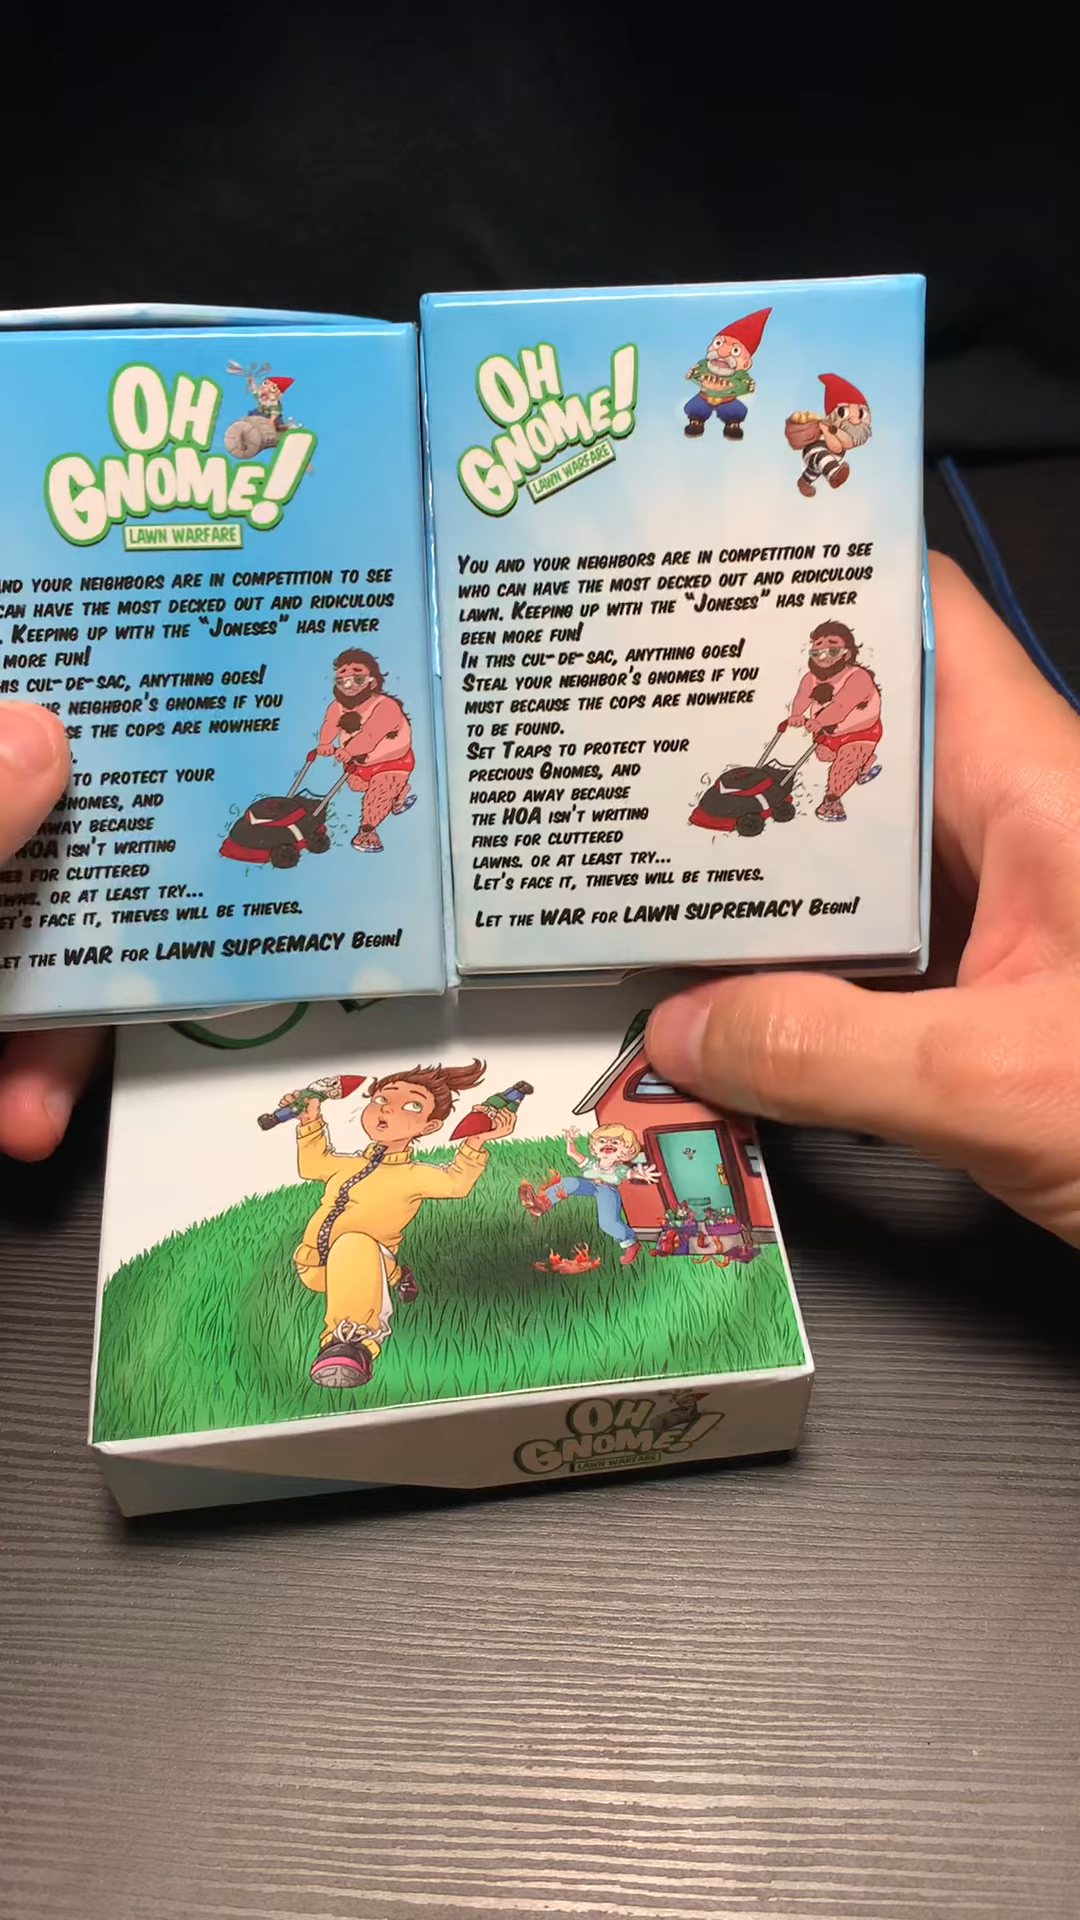 OH
GNOME!
LAWN WARFARE
AND YOUR NEIGHBORS ARE IN COMPETITION TO SEE
CAN HAVE THE MOST DECKED OUT AND RIDICULOUS
. KEEPING UP WITH THE "JONESES" HAS NEVER
MORE FUN!
HIS CUL-DE-SAC, ANYTHING GOES!
UR NEIGHBOR'S GNOMES IF YOU
SE THE COPS ARE NOWHERE
.
TO PROTECT YOUR
GNOMES, AND
AWAY BECAUSE
HOA ISN'T WRITING
FINES FOR CLUTTERED
LAWNS. OR AT LEAST TRY...
LET'S FACE IT, THIEVES WILL BE THIEVES.
LET THE WAR FOR LAWN SUPREMACY BEGIN!
OH
GNOME!
LAWN WARFARE
YOU AND YOUR NEIGHBORS ARE IN COMPETITION TO SEE
WHO CAN HAVE THE MOST DECKED OUT AND RIDICULOUS
LAWN. KEEPING UP WITH THE "JONESES" HAS NEVER
BEEN MORE FUN!
IN THIS CUL-DE-SAC, ANYTHING GOES!
STEAL YOUR NEIGHBOR'S GNOMES IF YOU
MUST BECAUSE THE COPS ARE NOWHERE
TO BE FOUND.
SET TRAPS TO PROTECT YOUR
PRECIOUS GNOMES, AND
HOARD AWAY BECAUSE
THE HOA ISN'T WRITING
FINES FOR CLUTTERED
LAWNS. OR AT LEAST TRY...
LET'S FACE IT, THIEVES WILL BE THIEVES.
LET THE WAR FOR LAWN SUPREMACY BEGIN!
OH
GNOME!
LAWN WARFARE